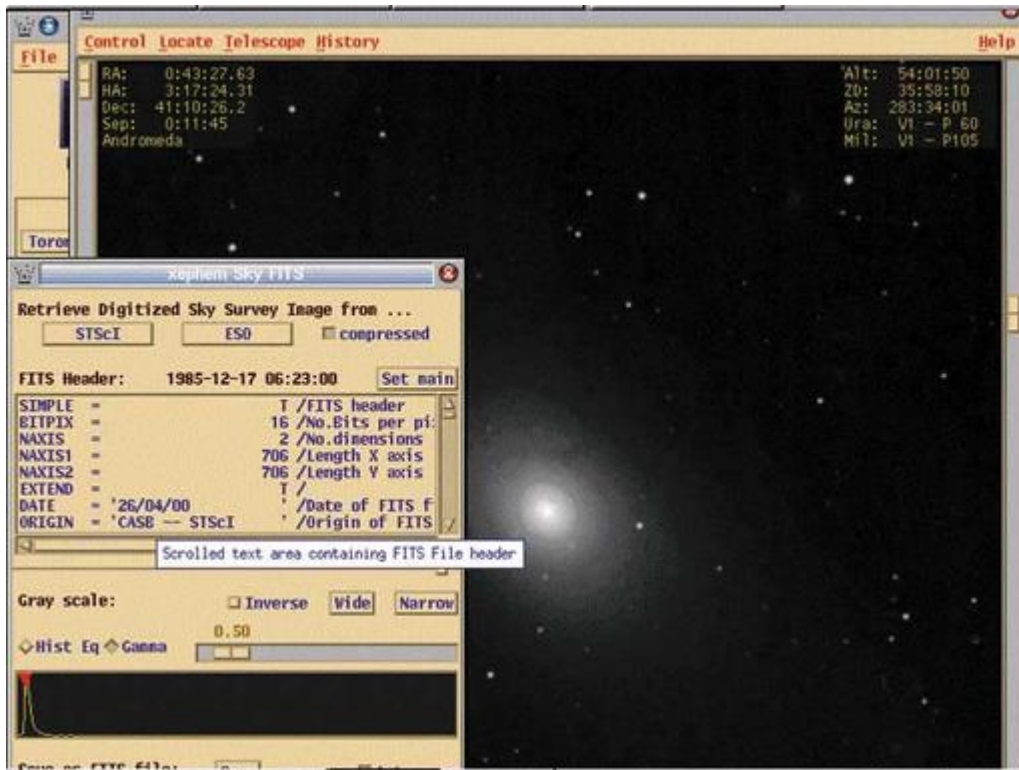 File
Control Locate Telescope History Help
RA: 0:43:27.63
HA: 3:17:24.31
Dec: 41:10:26.2
Sep: 0:11:45
Andromeda
Alt: 54:01:50
ZD: 35:58:10
Az: 283:34:01
Ura: V1 - P 60
Mil: V1 - P105
Toron
xephem Sky FITS
Retrieve Digitized Sky Survey Image from ...
STScI ESO compressed
FITS Header: 1985-12-17 06:23:00 Set main
SIMPLE = T /FITS header
BITPIX = 16 /No.Bits per pi
NAXIS = 2 /No.dimensions
NAXIS1 = 706 /Length X axis
NAXIS2 = 706 /Length Y axis
EXTEND = T /
DATE = '26/04/00 ' /Date of FITS f
ORIGIN = 'CASB -- STScI ' /Origin of FITS
Scrolled text area containing FITS File header
Gray scale: Inverse Wide Narrow
0.50
Hist Eq Gamma
Save as FITS file: